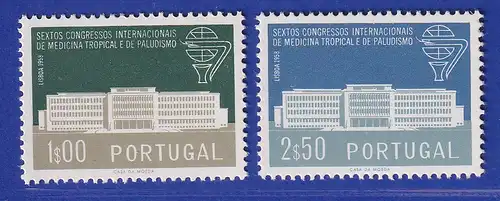 SEXTOS CONGRESSOS INTERNACIONAIS
DE MEDICINA TROPICAL E DE PALUDISMO
LISBOA 1958
1$00 PORTUGAL
CASA DA MOEDA
SEXTOS CONGRESSOS INTERNACIONAIS
DE MEDICINA TROPICAL E DE PALUDISMO
LISBOA 1958
2$50 PORTUGAL
CASA DA MOEDA